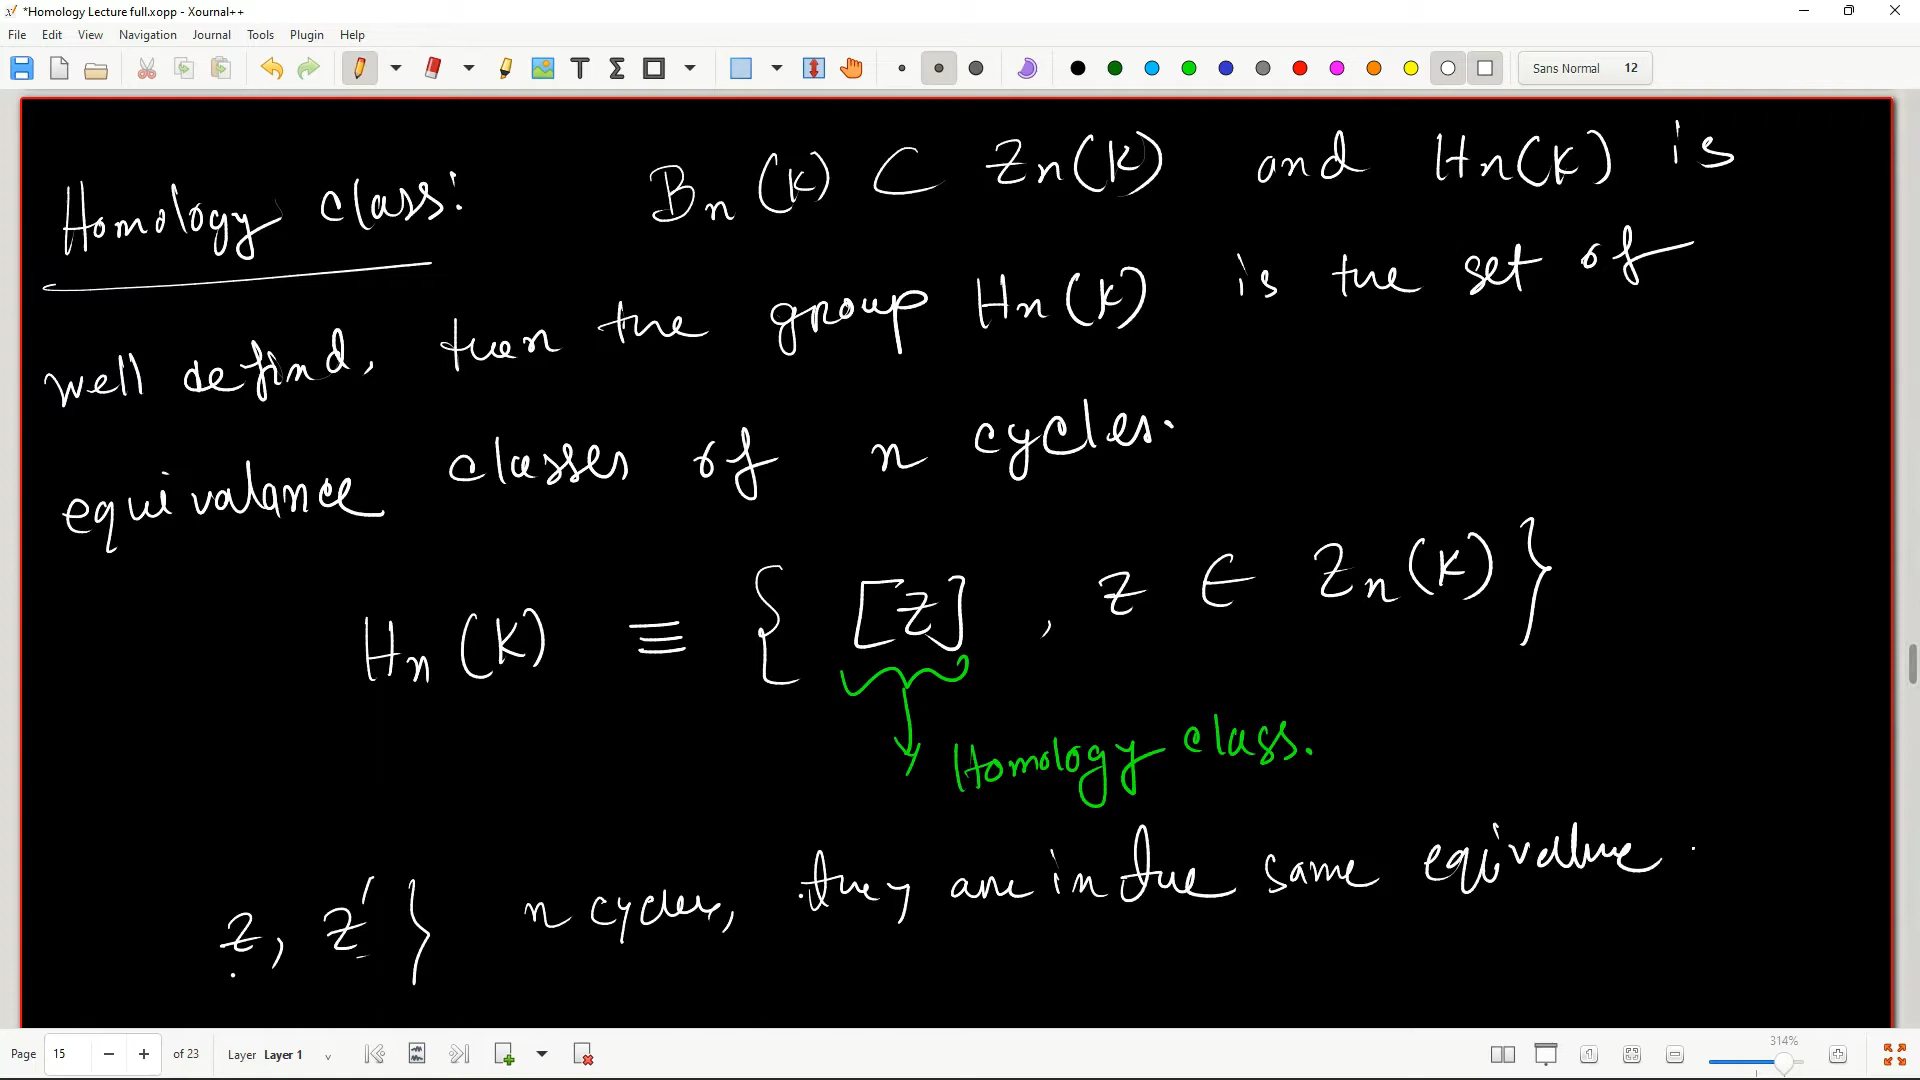 *Homology Lecture full.xopp - Xournal++
File Edit View Navigation Journal Tools Plugin Help
Sans Normal 12
Homology class: Bn (K) ⊂ Zn(K) and Hn(K) is
well defind, then the group Hn (K) is the set of
equivalance classes of n cycles.
Hn (K) ≡ { [z] , z ∈ Zn (K) }
Homology class.
z, z' } n cycles, they are in the same
Page 15 of 23 Layer Layer 1
314%